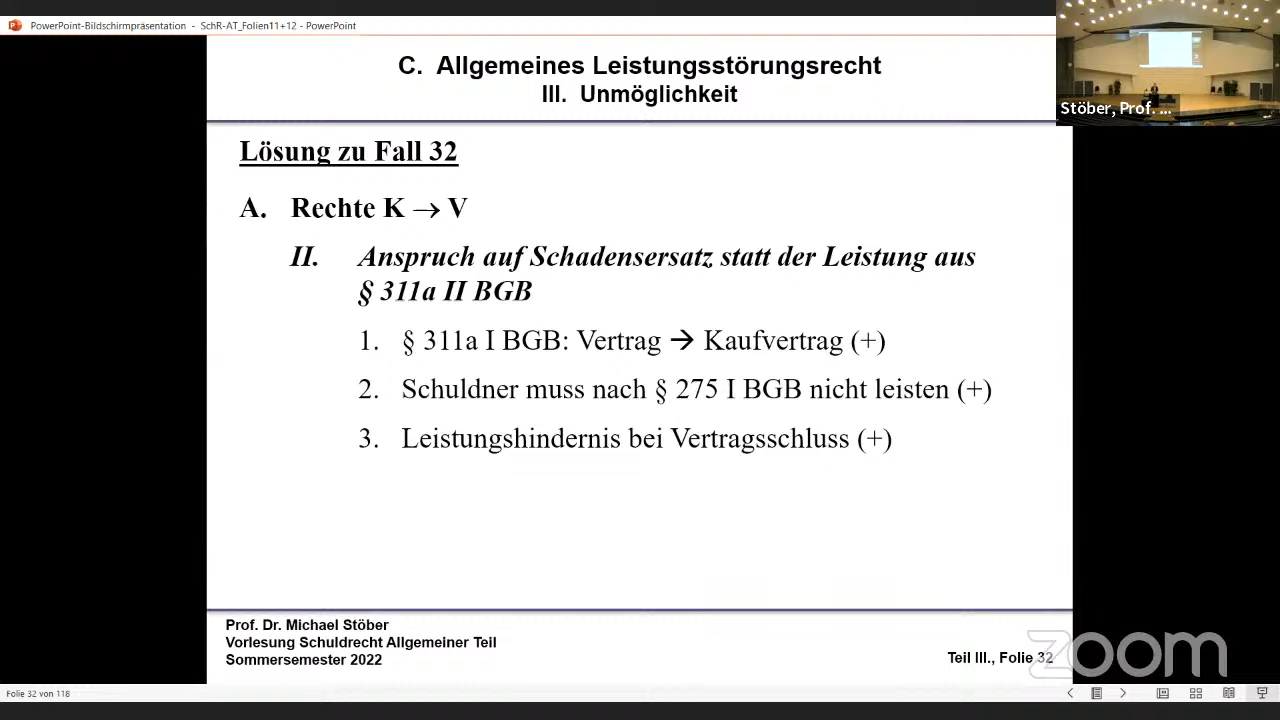 PowerPoint-Bildschirmpräsentation - SchR-AT_Folien11+12 - PowerPoint
Stöber, Prof. ...
C. Allgemeines Leistungsstörungsrecht
III. Unmöglichkeit
Lösung zu Fall 32
A. Rechte K → V
II. Anspruch auf Schadensersatz statt der Leistung aus
§ 311a II BGB
1. § 311a I BGB: Vertrag → Kaufvertrag (+)
2. Schuldner muss nach § 275 I BGB nicht leisten (+)
3. Leistungshindernis bei Vertragsschluss (+)
Prof. Dr. Michael Stöber
Vorlesung Schuldrecht Allgemeiner Teil
Sommersemester 2022
Teil III., Folie 32
zoom
Folie 32 von 118